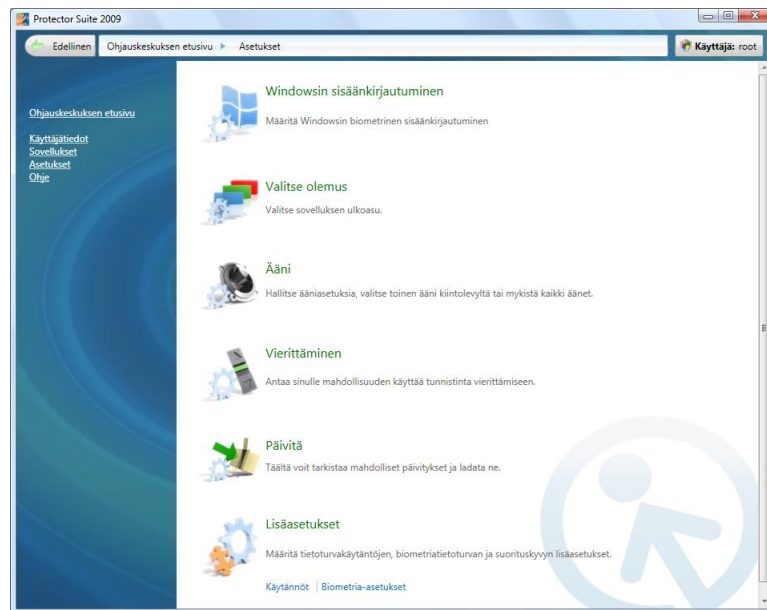 Protector Suite 2009
Edellinen
Ohjauskeskuksen etusivu
Asetukset
Käyttäjä: root
Ohjauskeskuksen etusivu
Käyttäjätiedot
Sovellukset
Asetukset
Ohje
Windowsin sisäänkirjautuminen
Määritä Windowsin biometrinen sisäänkirjautuminen
Valitse olemus
Valitse sovelluksen ulkoasu.
Ääni
Hallitse ääniasetuksia, valitse toinen ääni kiintolevyltä tai mykistä kaikki äänet.
Vierittäminen
Antaa sinulle mahdollisuuden käyttää tunnistinta vierittämiseen.
Päivitä
Täältä voit tarkistaa mahdolliset päivitykset ja ladata ne.
Lisäasetukset
Määritä tietoturvakäytäntöjen, biometriatietoturvan ja suorituskyvyn lisäasetukset.
Käytännöt | Biometria-asetukset